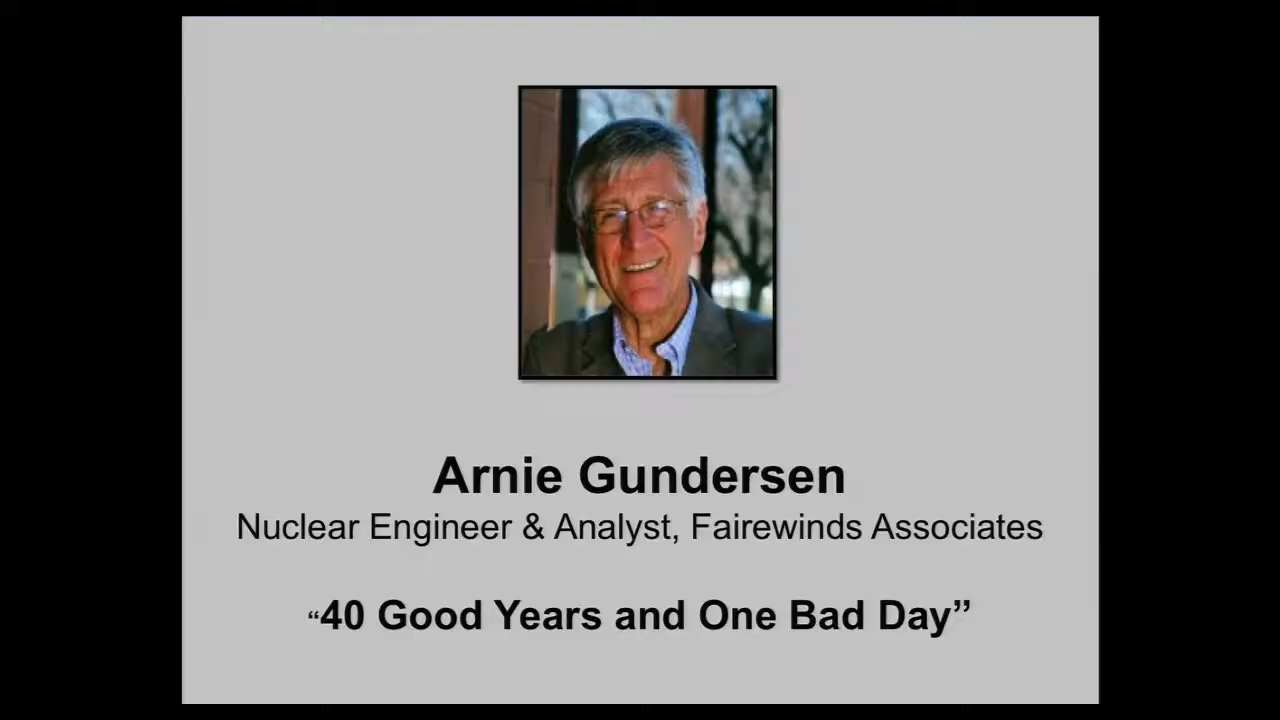 Arnie Gundersen
Nuclear Engineer & Analyst, Fairewinds Associates
“40 Good Years and One Bad Day”